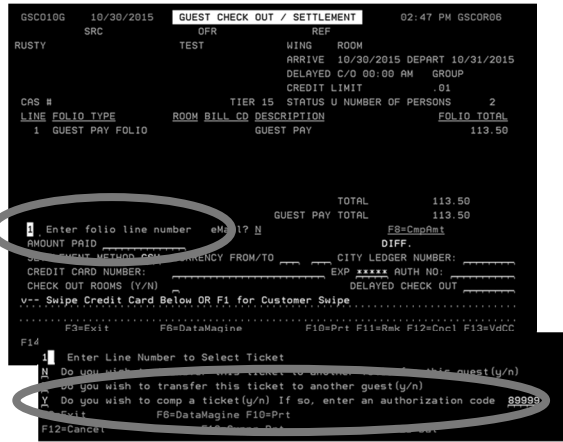 GSCO10G 10/30/2015 GUEST CHECK OUT / SETTLEMENT 02:47 PM GSCOR06
SRC OFR REF
RUSTY TEST WING ROOM
ARRIVE 10/30/2015 DEPART 10/31/2015
DELAYED C/O 00:00 AM GROUP
CREDIT LIMIT .01
CAS # TIER 15 STATUS U NUMBER OF PERSONS 2
LINE FOLIO TYPE ROOM BILL CD DESCRIPTION FOLIO TOTAL
1 GUEST PAY FOLIO GUEST PAY 113.50
TOTAL 113.50
GUEST PAY TOTAL 113.50
1 Enter folio line number eMail? N F8=CmpAmt
AMOUNT PAID DIFF.
METHOD FROM/TO CITY LEDGER NUMBER:
CREDIT CARD NUMBER: EXP ***** AUTH NO:
CHECK OUT ROOMS (Y/N) DELAYED CHECK OUT
v-- Swipe Credit Card Below OR F1 for Customer Swipe
F3=Exit F6=DataMagine F10=Prt F11=Rmk F12=Cncl F13=VdCC
F14
1 Enter Line Number to Select Ticket
N Do you wish to another guest(y/n)
Do you wish to transfer this ticket to another guest(y/n)
Y Do you wish to comp a ticket(y/n) If so, enter an authorization code 89999
F6=DataMagine F10=Prt
F12=Cancel